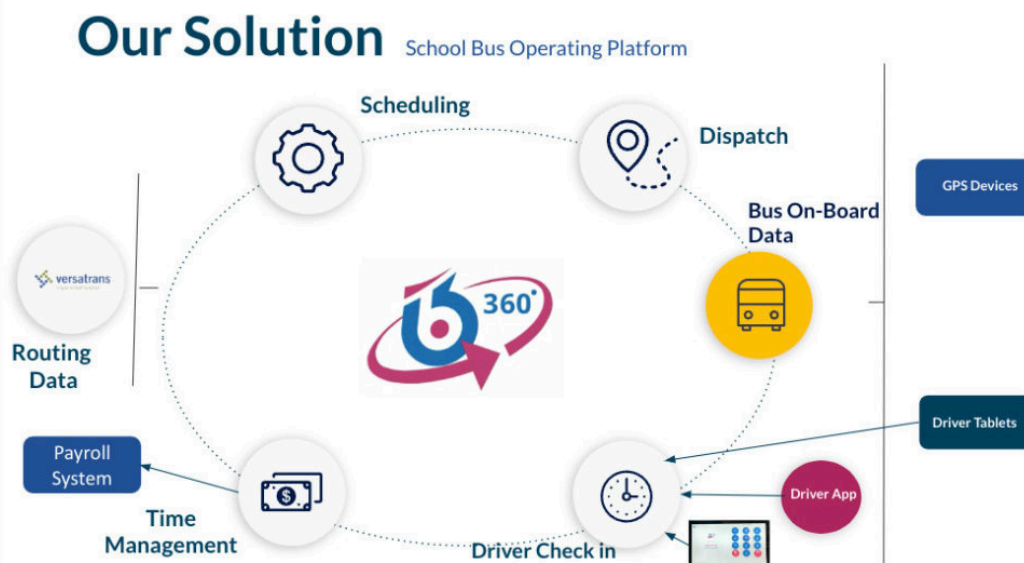 Our Solution School Bus Operating Platform
Scheduling
Dispatch
GPS Devices
Bus On-Board
Data
versatrans
360°
Routing
Data
Driver Tablets
Payroll
System
$
Driver App
Time
Management
Driver Check in